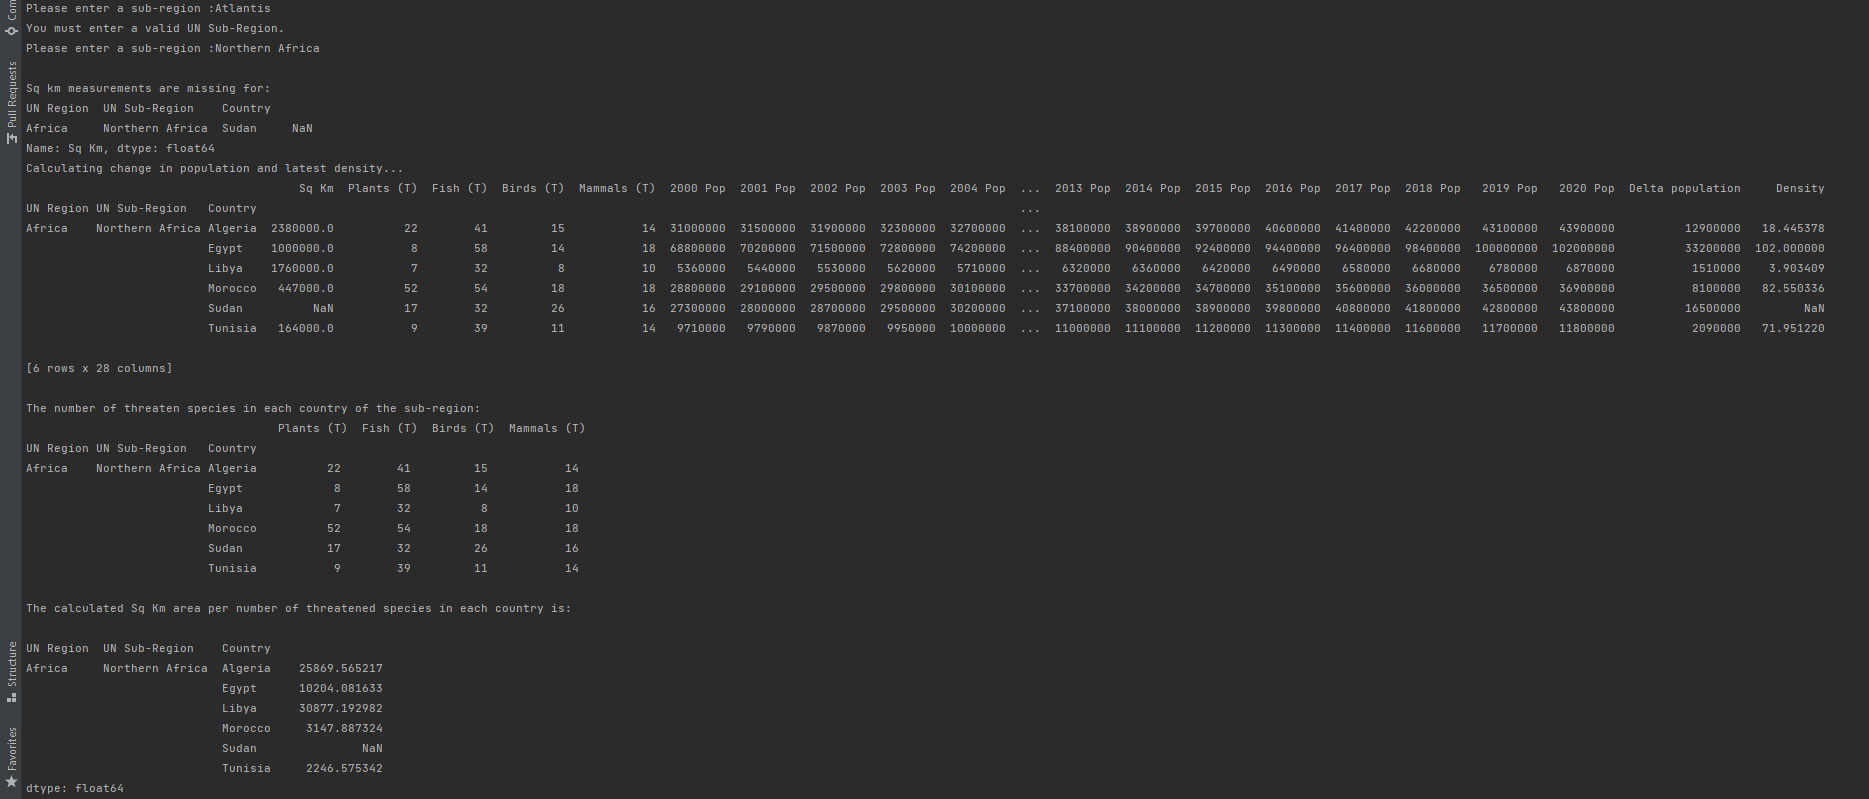 Com
Pull Requests
Structure
Favorites
Please enter a sub-region :Atlantis
You must enter a valid UN Sub-Region.
Please enter a sub-region :Northern Africa
Sq km measurements are missing for:
UN Region  UN Sub-Region    Country
Africa     Northern Africa  Sudan     NaN
Name: Sq Km, dtype: float64
Calculating change in population and latest density...
Sq Km  Plants (T)  Fish (T)  Birds (T)  Mammals (T)  2000 Pop  2001 Pop  2002 Pop  2003 Pop  2004 Pop  ...  2013 Pop  2014 Pop  2015 Pop  2016 Pop  2017 Pop  2018 Pop   2019 Pop   2020 Pop  Delta population     Density
UN Region UN Sub-Region   Country  ...
Africa    Northern Africa Algeria  2380000.0          22        41         15           14  31000000  31500000  31900000  32300000  32700000  ...  38100000  38900000  39700000  40600000  41400000  42200000   43100000   43900000          12900000   18.445378
Egypt    1000000.0           8        58         14           18  68800000  70200000  71500000  72800000  74200000  ...  88400000  90400000  92400000  94400000  96400000  98400000  100000000  102000000          33200000  102.000000
Libya    1760000.0           7        32          8           10   5360000   5440000   5530000   5620000   5710000  ...   6320000   6360000   6420000   6490000   6580000   6680000    6780000    6870000           1510000    3.903409
Morocco   447000.0          52        54         18           18  28800000  29100000  29500000  29800000  30100000  ...  33700000  34200000  34700000  35100000  35600000  36000000   36500000   36900000           8100000   82.550336
Sudan          NaN          17        32         26           16  27300000  28000000  28700000  29500000  30200000  ...  37100000  38000000  38900000  39800000  40800000  41800000   42800000   43800000          16500000         NaN
Tunisia   164000.0           9        39         11           14   9710000   9790000   9870000   9950000  10000000  ...  11000000  11100000  11200000  11300000  11400000  11600000   11700000   11800000           2090000   71.951220
[6 rows x 28 columns]
The number of threaten species in each country of the sub-region:
Plants (T)  Fish (T)  Birds (T)  Mammals (T)
UN Region UN Sub-Region   Country
Africa    Northern Africa Algeria          22        41         15           14
Egypt             8        58         14           18
Libya             7        32          8           10
Morocco          52        54         18           18
Sudan            17        32         26           16
Tunisia           9        39         11           14
The calculated Sq Km area per number of threatened species in each country is:
UN Region  UN Sub-Region    Country
Africa     Northern Africa  Algeria    25869.565217
Egypt      10204.081633
Libya      30877.192982
Morocco     3147.887324
Sudan               NaN
Tunisia     2246.575342
dtype: float64